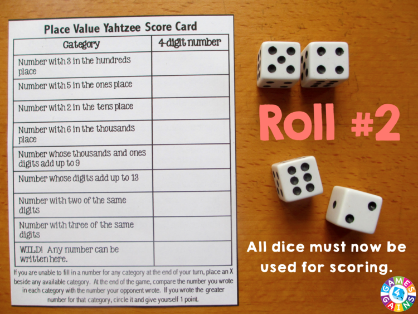 Place Value Yahtzee Score Card
Category
4-digit number
Number with 3 in the hundreds
place
Number with 5 in the ones place
Number with 2 in the tens place
Number with 6 in the thousands
place
Number whose thousands and ones
digits add up to 9
Number whose digits add up to 13
Number with two of the same
digits
Number with three of the same
digits
WILD! Any number can be
written here.
If you are unable to fill in a number for any category at the end of your turn, place an X
beside any available category. At the end of the game, compare the number you wrote
in each category with the number your opponent wrote. If you wrote the greater
number for that category, circle it and give yourself 1 point.
Roll #2
All dice must now be
used for scoring.
GAMES
4
GAINS